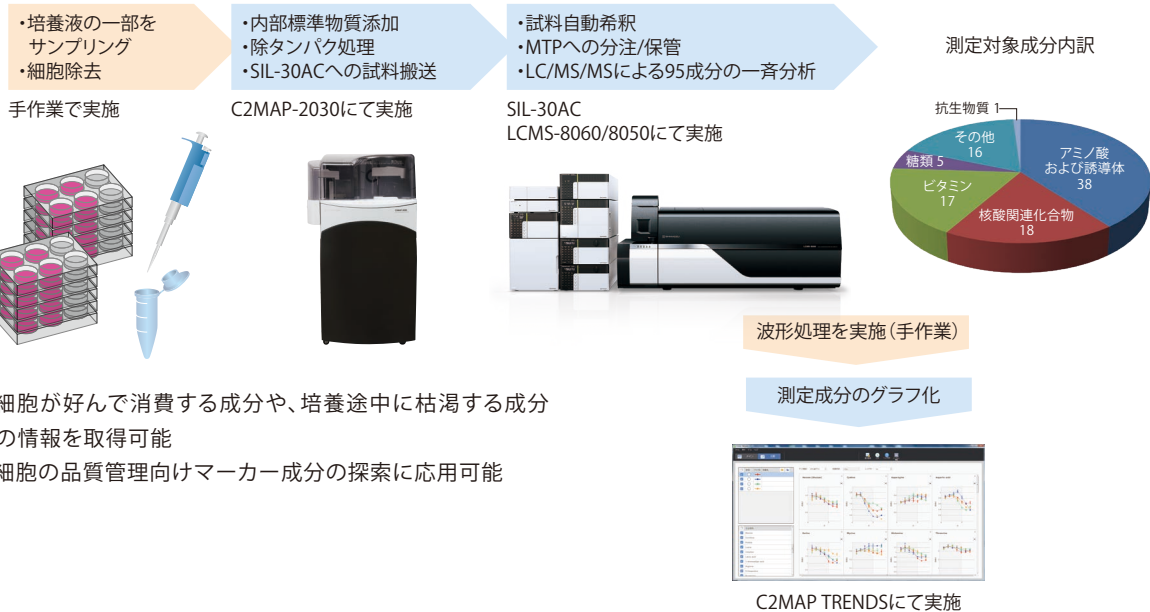 ・培養液の一部を
サンプリング
・細胞除去
手作業で実施
・内部標準物質添加
・除タンパク処理
・SIL-30ACへの試料搬送
C2MAP-2030にて実施
・試料自動希釈
・MTPへの分注/保管
・LC/MS/MSによる95成分の一斉分析
SIL-30AC
LCMS-8060/8050にて実施
測定対象成分内訳
抗生物質 1
その他
16
糖類 5
ビタミン
17
アミノ酸
および誘導体
38
核酸関連化合物
18
波形処理を実施(手作業)
測定成分のグラフ化
細胞が好んで消費する成分や、培養途中に枯渇する成分
の情報を取得可能
細胞の品質管理向けマーカー成分の探索に応用可能
C2MAP TRENDSにて実施